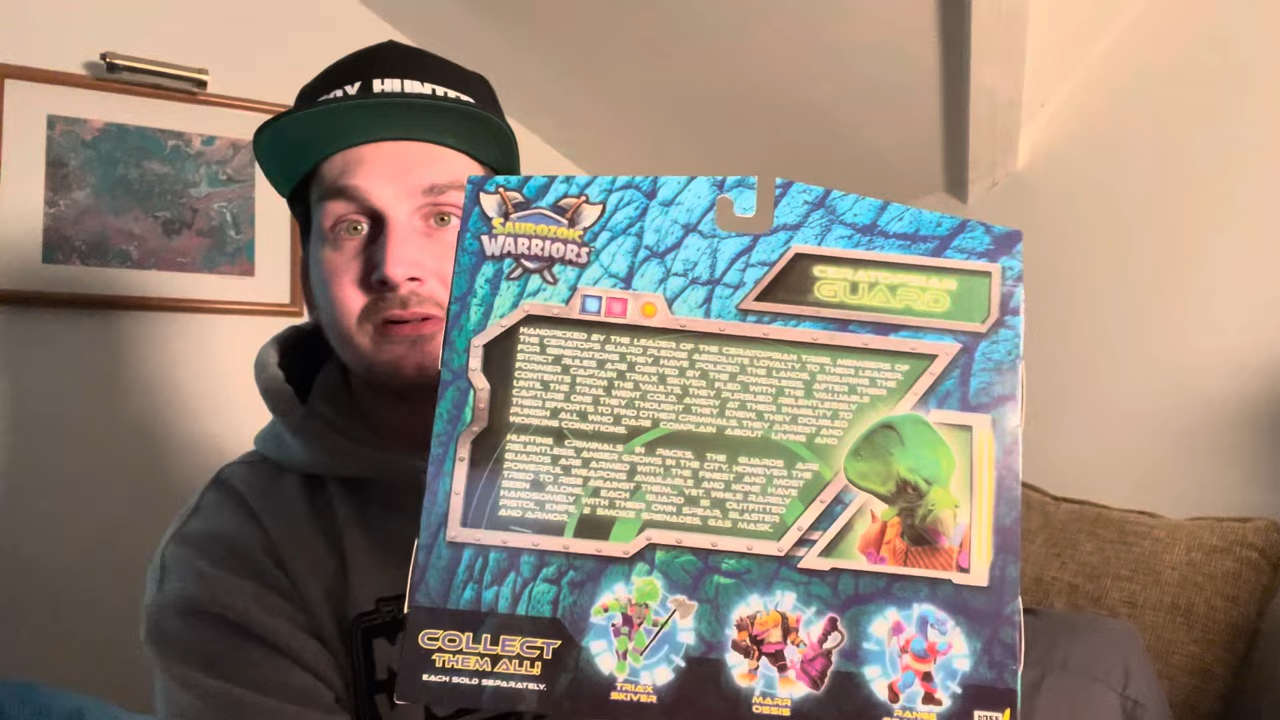 HUNTER
SAUROZOIC
WARRIORS
CERATOPSIAN
GUARD
HANDPICKED BY THE LEADER OF THE CERATOPSIAN TRIBE, MEMBERS OF
THE CERATOPS GUARD PLEDGE ABSOLUTE LOYALTY TO THEIR LEADER.
FOR GENERATIONS THEY HAVE POLICED THE LANDS, ENSURING THE
STRICT RULES ARE OBEYED BY THE POWERLESS. AFTER THEIR
FORMER CAPTAIN TRIAX SKIVER FLED WITH THE VALUABLE
CONTENTS FROM THE VAULTS, THEY PURSUED RELENTLESSLY
UNTIL THE TRAIL WENT COLD. ANGRY AT THEIR INABILITY TO
CAPTURE ONE THEY THOUGHT THEY KNEW, THEY DOUBLED
THEIR EFFORTS TO FIND OTHER CRIMINALS. THEY ARREST AND
PUNISH ALL WHO DARE COMPLAIN ABOUT LIVING AND
WORKING CONDITIONS.
HUNTING CRIMINALS IN PACKS, THE GUARDS ARE
RELENTLESS, ANGER GROWS IN THE CITY. HOWEVER THE
GUARDS ARE ARMED WITH THE FINEST AND MOST
POWERFUL WEAPONS AVAILABLE AND NONE HAVE
TRIED TO RISE AGAINST THEM... YET. WHILE RARELY
SEEN ALONE, EACH GUARD IS OUTFITTED
HANDSOMELY WITH THEIR OWN SPEAR, BLASTER
PISTOL, KNIFE, 2 SMOKE GRENADES, GAS MASK,
AND ARMOR.
COLLECT
THEM ALL!
EACH SOLD SEPARATELY.
TRIAX
SKIVER
MARR
OSSIS
RANGE